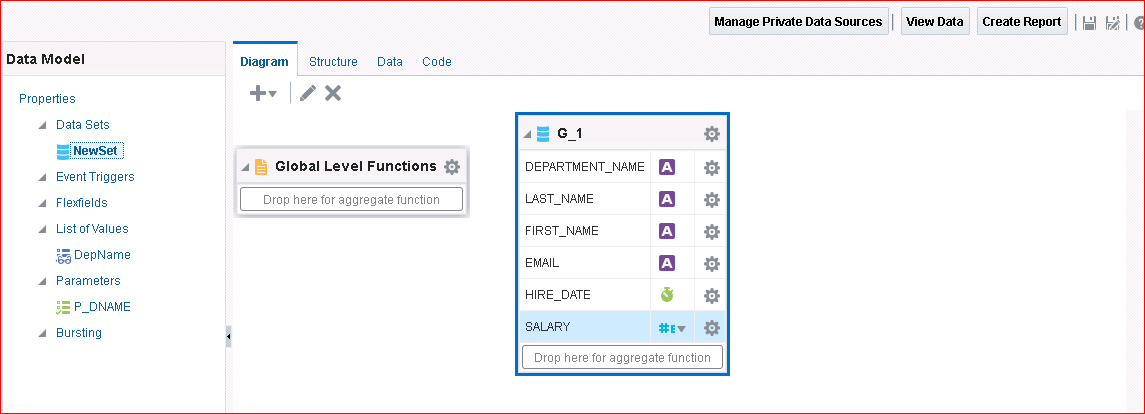 Manage Private Data Sources View Data Create Report
Data Model
Diagram Structure Data Code
Properties
Data Sets
NewSet
Event Triggers
Flexfields
List of Values
DepName
Parameters
P_DNAME
Bursting
Global Level Functions
Drop here for aggregate function
G_1
DEPARTMENT_NAME A
LAST_NAME A
FIRST_NAME A
EMAIL A
HIRE_DATE
SALARY #E
Drop here for aggregate function